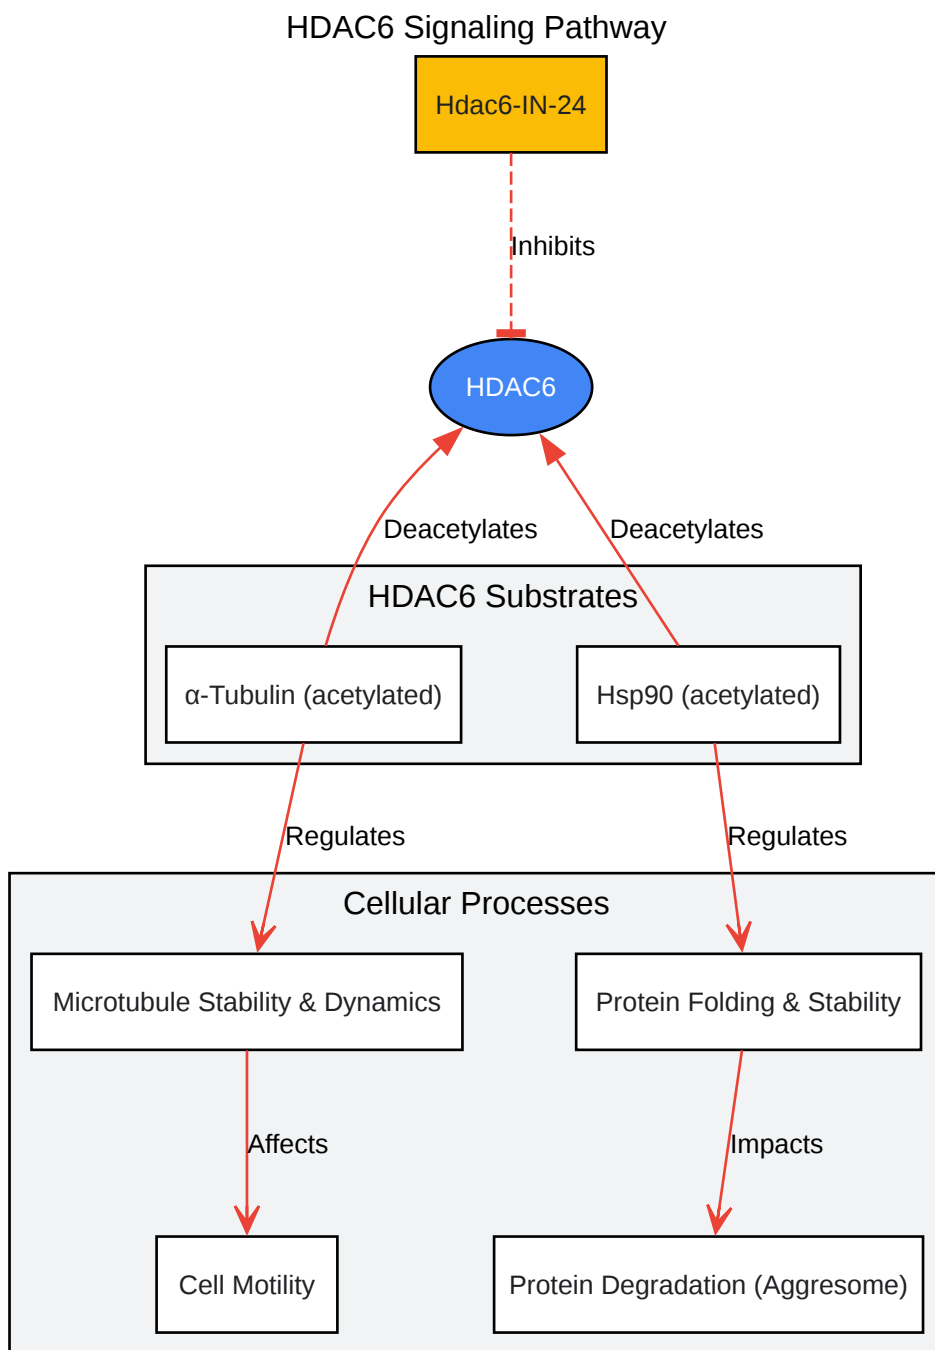 HDAC6 Signaling Pathway
Hdac6-IN-24
Inhibits
HDAC6
Deacetylates
Deacetylates
HDAC6 Substrates
α-Tubulin (acetylated)
Hsp90 (acetylated)
Regulates
Regulates
Cellular Processes
Microtubule Stability & Dynamics
Protein Folding & Stability
Affects
Impacts
Cell Motility
Protein Degradation (Aggresome)